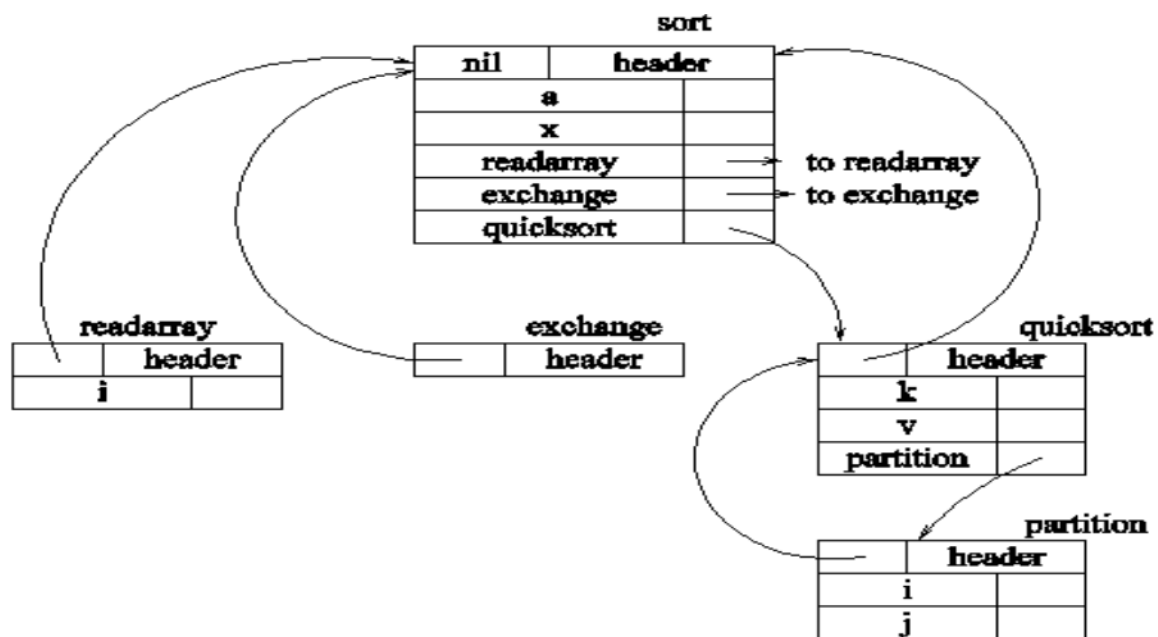 sort
nil header
a
x
readarray to readarray
exchange to exchange
quicksort
readarray
header
i
exchange
header
quicksort
header
k
v
partition
partition
header
i
j